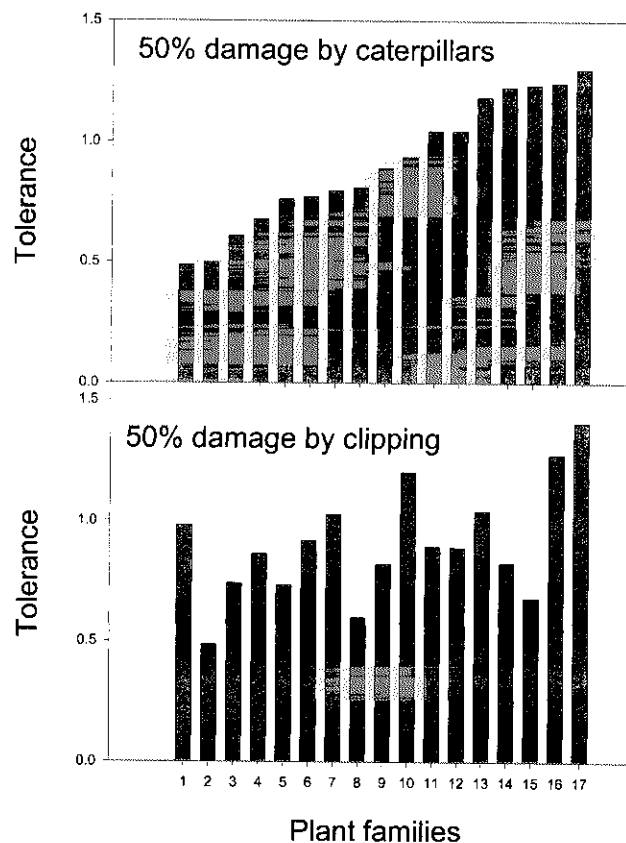 1.5
50% damage by caterpillars
1.0
Tolerance
0.5
0.0
1.5
50% damage by clipping
1.0
Tolerance
0.5
0.0
1 2 3 4 5 6 7 8 9 10 11 12 13 14 15 16 17
Plant families